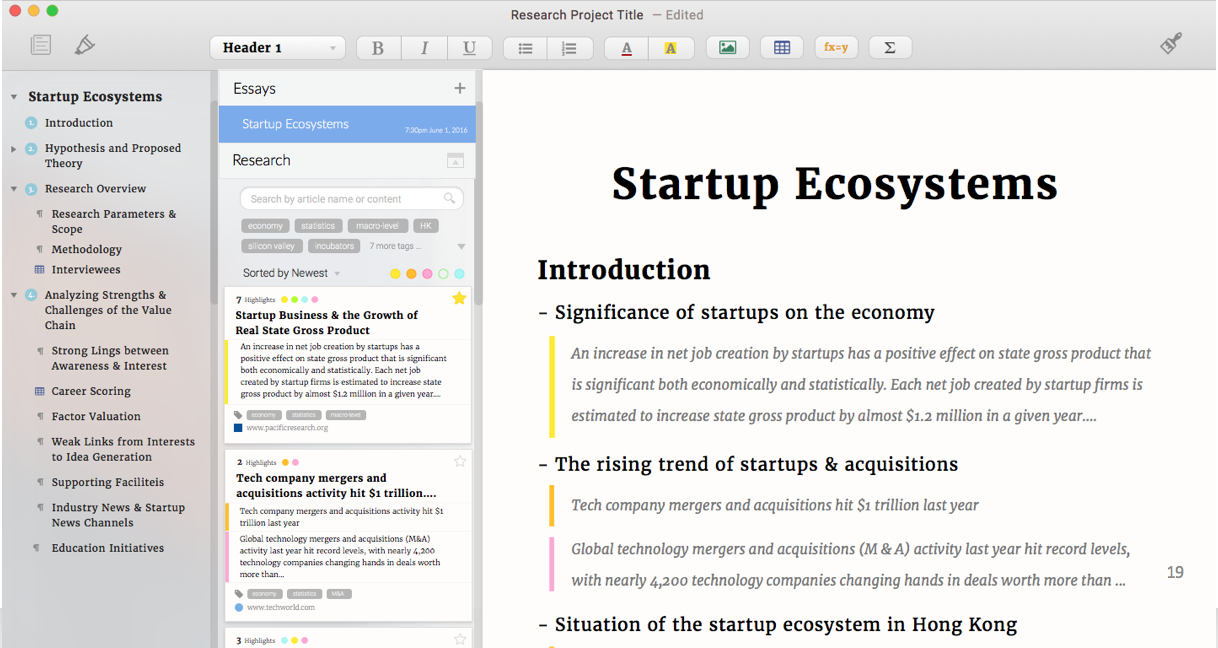 Research Project Title — Edited
Header 1
B I U
A A fx=y Σ
Startup Ecosystems
1. Introduction
2. Hypothesis and Proposed
Theory
3. Research Overview
¶ Research Parameters &
Scope
¶ Methodology
Interviewees
4. Analyzing Strengths &
Challenges of the Value
Chain
¶ Strong Lings between
Awareness & Interest
Career Scoring
¶ Factor Valuation
¶ Weak Links from Interests
to Idea Generation
¶ Supporting Faciliteis
¶ Industry News & Startup
News Channels
¶ Education Initiatives
Essays +
Startup Ecosystems 7:30pm June 1, 2016
Research
Search by article name or content
economy statistics macro-level HK
silicon valley incubators 7 more tags ...
Sorted by Newest
7 Highlights
Startup Business & the Growth of
Real State Gross Product
An increase in net job creation by startups has a
positive effect on state gross product that is significant
both economically and statistically. Each net job
created by startup firms is estimated to increase state
gross product by almost $1.2 million in a given year....
economy statistics macro-level
www.pacificresearch.org
2 Highlights
Tech company mergers and
acquisitions activity hit $1 trillion....
Tech company mergers and acquisitions activity hit $1
trillion last year
Global technology mergers and acquisitions (M&A)
activity last year hit record levels, with nearly 4,200
technology companies changing hands in deals worth
more than...
economy statistics M&A
www.techworld.com
3 Highlights
Startup Ecosystems
Introduction
– Significance of startups on the economy
An increase in net job creation by startups has a positive effect on state gross product that
is significant both economically and statistically. Each net job created by startup firms is
estimated to increase state gross product by almost $1.2 million in a given year....
– The rising trend of startups & acquisitions
Tech company mergers and acquisitions hit $1 trillion last year
Global technology mergers and acquisitions (M & A) activity last year hit record levels,
with nearly 4,200 technology companies changing hands in deals worth more than ...
19
– Situation of the startup ecosystem in Hong Kong